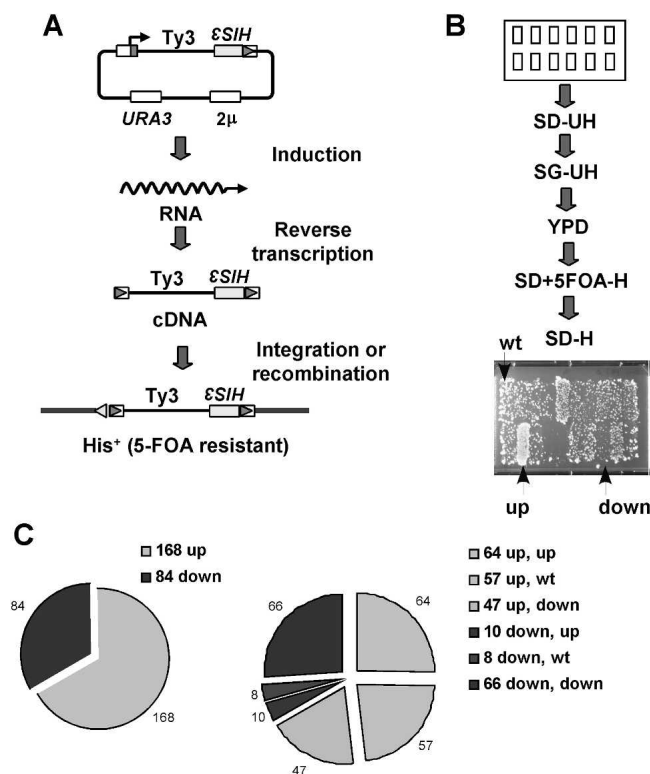 A
Ty3 HIS3
URA3 2μ
Induction
RNA
Reverse
transcription
Ty3 HIS3
cDNA
Integration or
recombination
Ty3 HIS3
His⁺ (5-FOA resistant)
B
SD-UH
SG-UH
YPD
SD+5FOA-H
SD-H
wt
up down
C
168 up
84 down
84
168
66
64
8
10
47
57
64 up, up
57 up, wt
47 up, down
10 down, up
8 down, wt
66 down, down